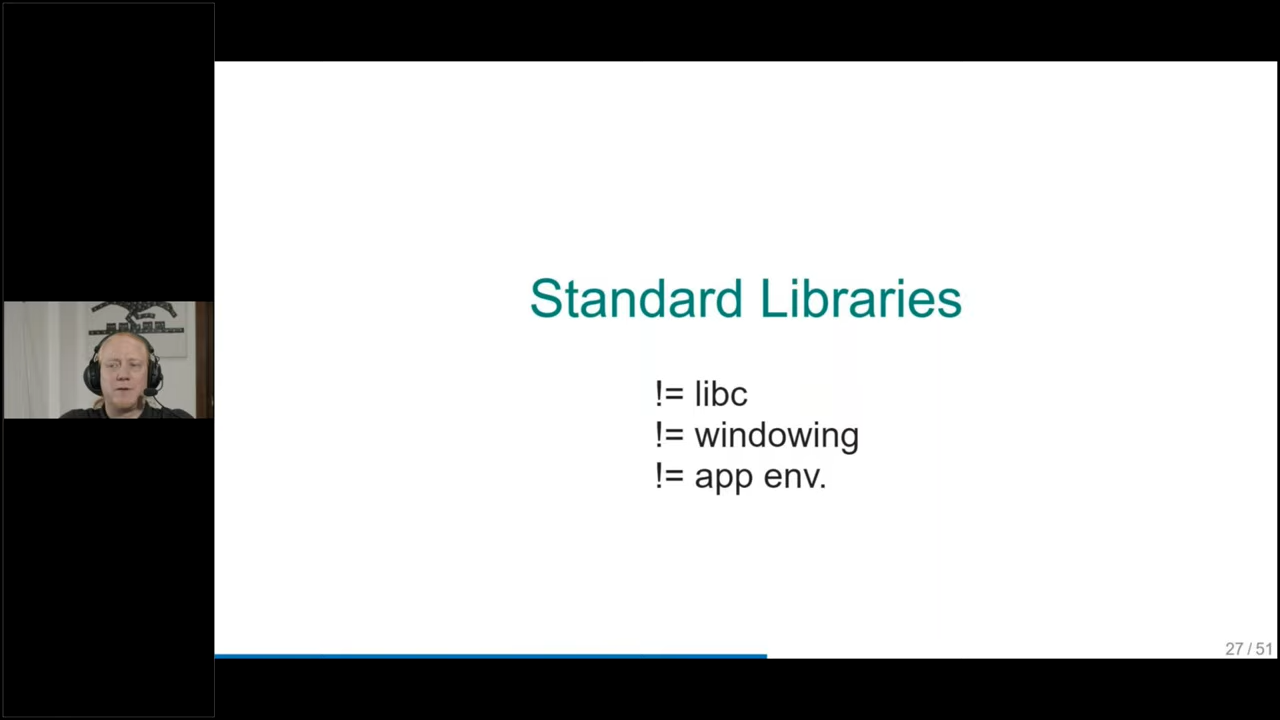 Standard Libraries
!= libc
!= windowing
!= app env.
27 / 51